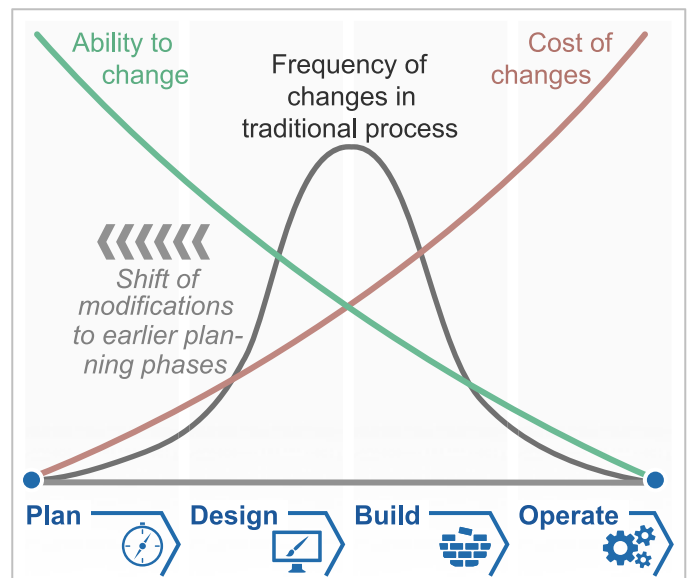 Ability to
change
Cost of
changes
Frequency of
changes in
traditional process
Shift of
modifications
to earlier plan-
ning phases
Plan
Design
Build
Operate